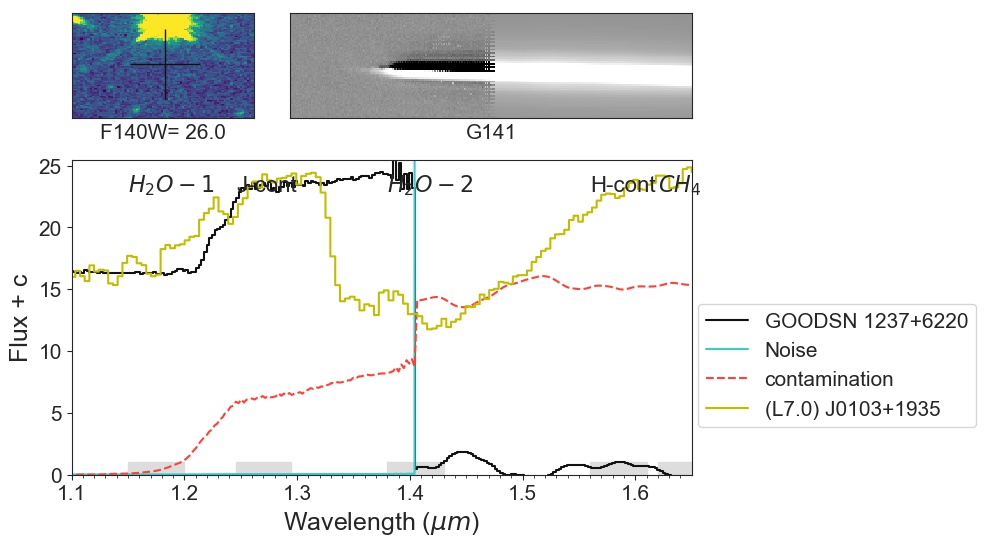 F140W= 26.0
G141
H₂O − 1
J-cont
H₂O − 2
H-cont
CH₄
25
20
15
10
5
0
Flux + c
1.1
1.2
1.3
1.4
1.5
1.6
Wavelength (μm)
GOODSN 1237+6220
Noise
contamination
(L7.0) J0103+1935